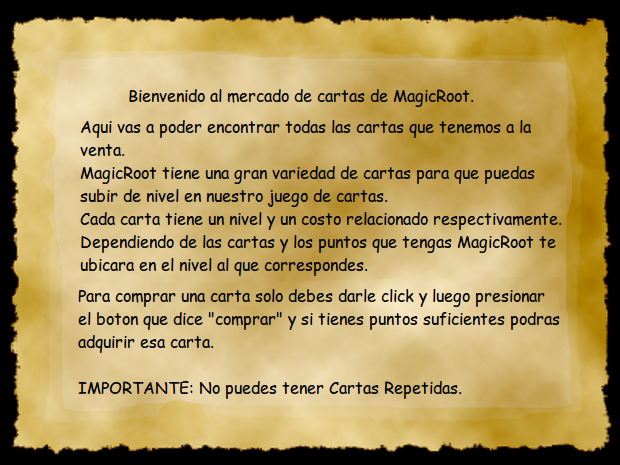 Bienvenido al mercado de cartas de MagicRoot.
Aqui vas a poder encontrar todas las cartas que tenemos a la
venta.
MagicRoot tiene una gran variedad de cartas para que puedas
subir de nivel en nuestro juego de cartas.
Cada carta tiene un nivel y un costo relacionado respectivamente.
Dependiendo de las cartas y los puntos que tengas MagicRoot te
ubicara en el nivel al que correspondes.
Para comprar una carta solo debes darle click y luego presionar
el boton que dice "comprar" y si tienes puntos suficientes podras
adquirir esa carta.
IMPORTANTE: No puedes tener Cartas Repetidas.